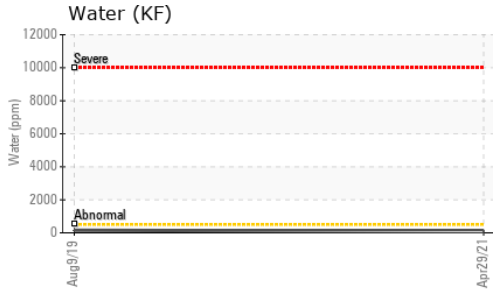 Water (KF)
12000
Severe
10000
8000
6000
4000
2000
Abnormal
0
Water (ppm)
Aug9/19
Apr29/21